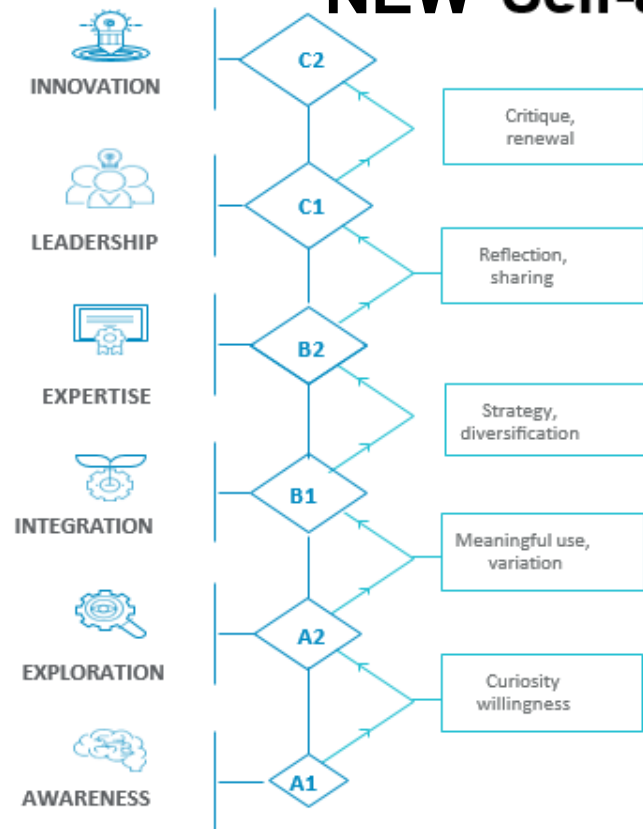 NEW
INNOVATION
C2
Critique,
renewal
LEADERSHIP
C1
Reflection,
sharing
EXPERTISE
B2
Strategy,
diversification
INTEGRATION
B1
Meaningful use,
variation
EXPLORATION
A2
Curiosity
willingness
AWARENESS
A1